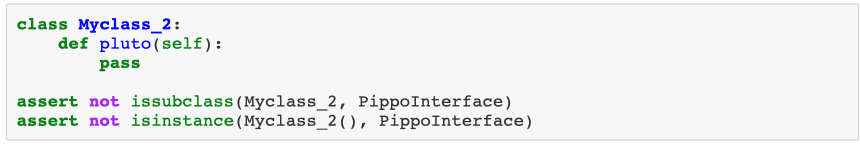 class Myclass_2:
    def pluto(self):
        pass

assert not issubclass(Myclass_2, PippoInterface)
assert not isinstance(Myclass_2(), PippoInterface)